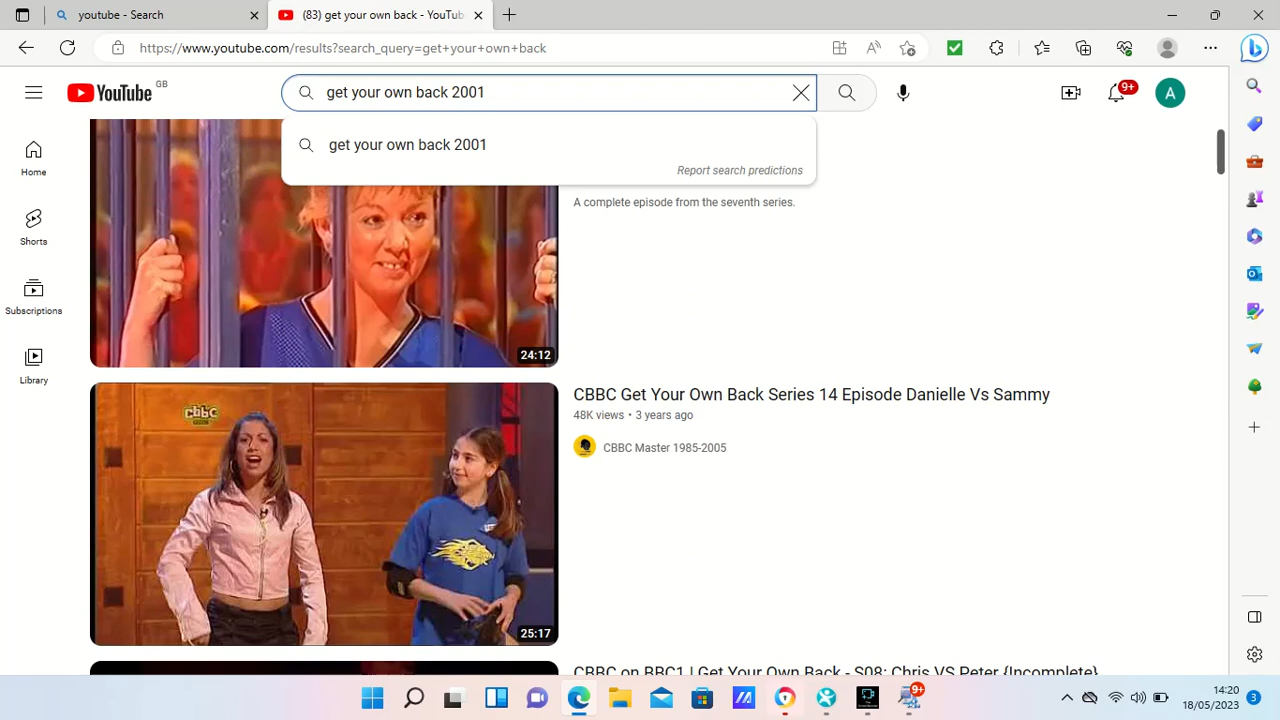 youtube - Search
(83) get your own back - YouTub
https://www.youtube.com/results?search_query=get+your+own+back
YouTube GB
get your own back 2001
9+
A
get your own back 2001
Report search predictions
Home
Shorts
Subscriptions
Library
A complete episode from the seventh series.
24:12
CBBC Get Your Own Back Series 14 Episode Danielle Vs Sammy
48K views • 3 years ago
CBBC Master 1985-2005
cbbc
25:17
CBBC on BBC1 | Get Your Own Back - S08: Chris VS Peter {Incomplete}
9+
14:20
18/05/2023
3